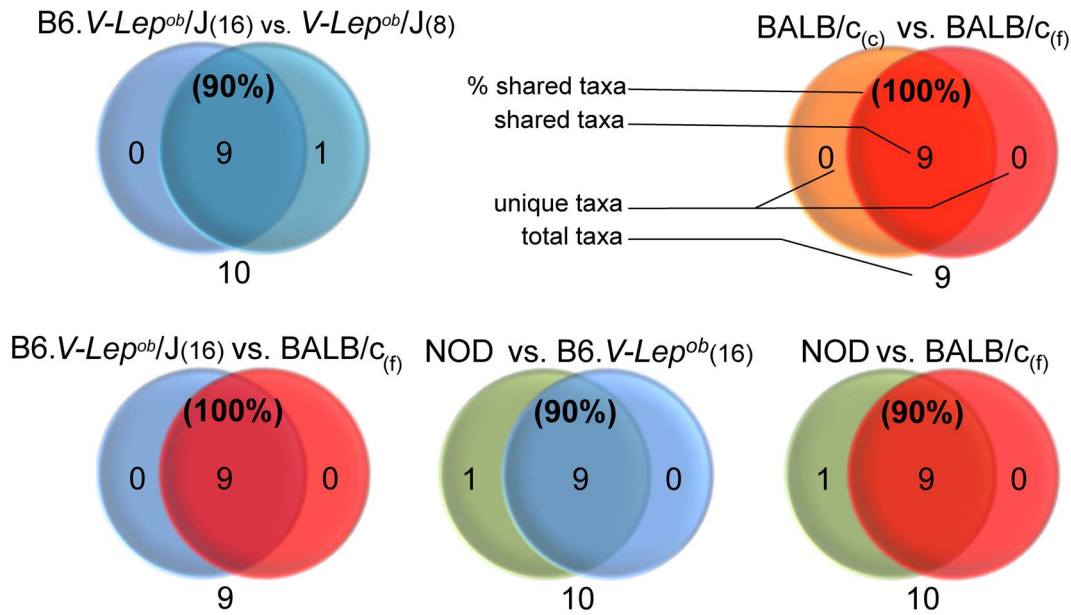 B6.V-Lepᵒᵇ/J(16) vs. V-Lepᵒᵇ/J(8)
(90%)
0 9 1
10
BALB/c(c) vs. BALB/c(f)
% shared taxa
(100%)
shared taxa
0 9 0
unique taxa
total taxa
9
B6.V-Lepᵒᵇ/J(16) vs. BALB/c(f)
(100%)
0 9 0
9
NOD vs. B6.V-Lepᵒᵇ(16)
(90%)
1 9 0
10
NOD vs. BALB/c(f)
(90%)
1 9 0
10